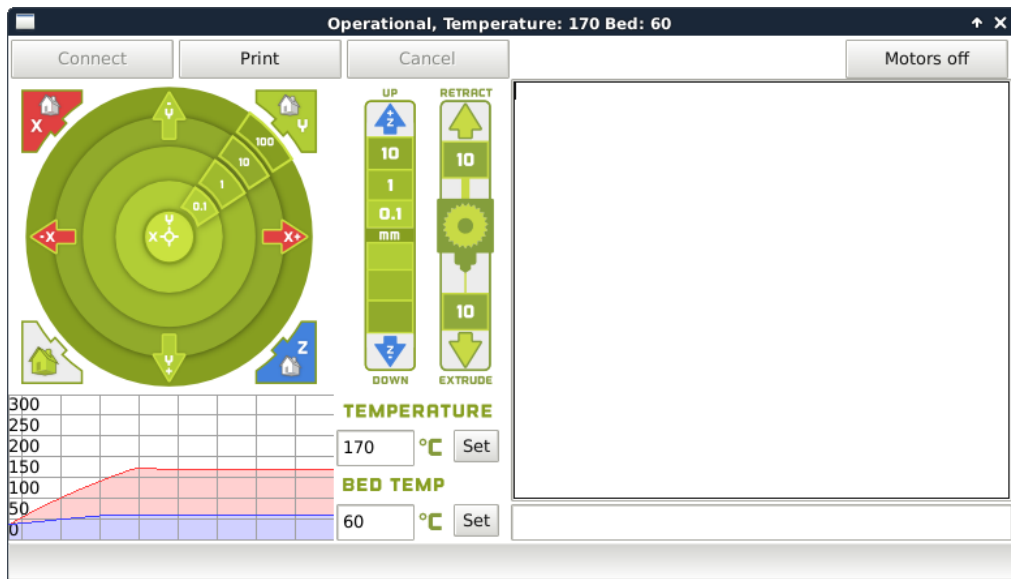 Operational, Temperature: 170 Bed: 60
Connect
Print
Cancel
Motors off
X
-Y
Y
100
10
1
0.1
-X
Y
X
X+
Y+
Z
UP
+Z
10
1
0.1
mm
Z-
DOWN
RETRACT
10
10
EXTRUDE
300
250
200
150
100
50
0
TEMPERATURE
170 °C Set
BED TEMP
60 °C Set